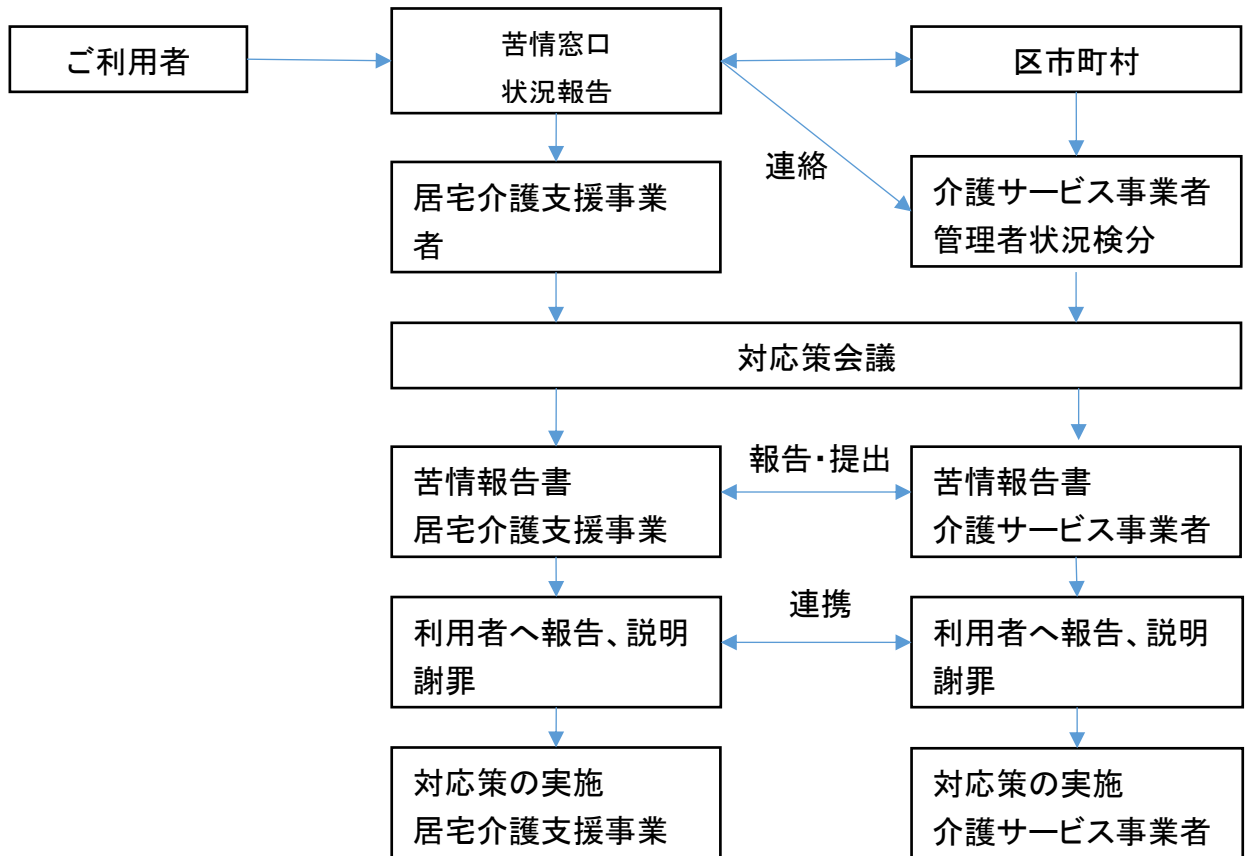 ご利用者
苦情窓口
状況報告
区市町村
連絡
居宅介護支援事業
者
介護サービス事業者
管理者状況検分
対応策会議
苦情報告書
居宅介護支援事業
報告・提出
苦情報告書
介護サービス事業者
利用者へ報告、説明
謝罪
連携
利用者へ報告、説明
謝罪
対応策の実施
居宅介護支援事業
対応策の実施
介護サービス事業者